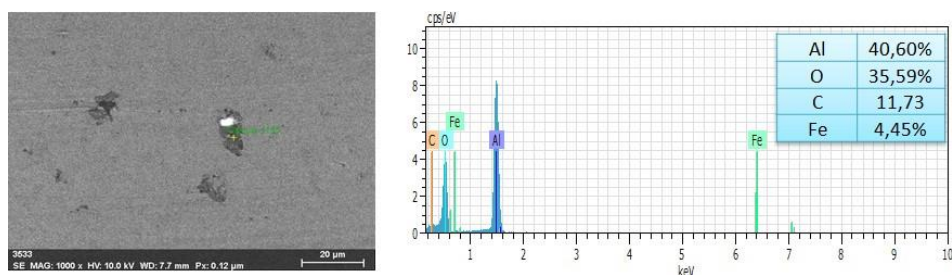 3533
SE MAG: 1000 x HV: 10.0 kV WD: 7.7 mm Px: 0.12 µm
20 µm
cps/eV
10
8
6
4
2
0
C O Fe Al Fe
1 2 3 4 5 6 7 8 9 10
keV
Al 40,60%
O 35,59%
C 11,73
Fe 4,45%